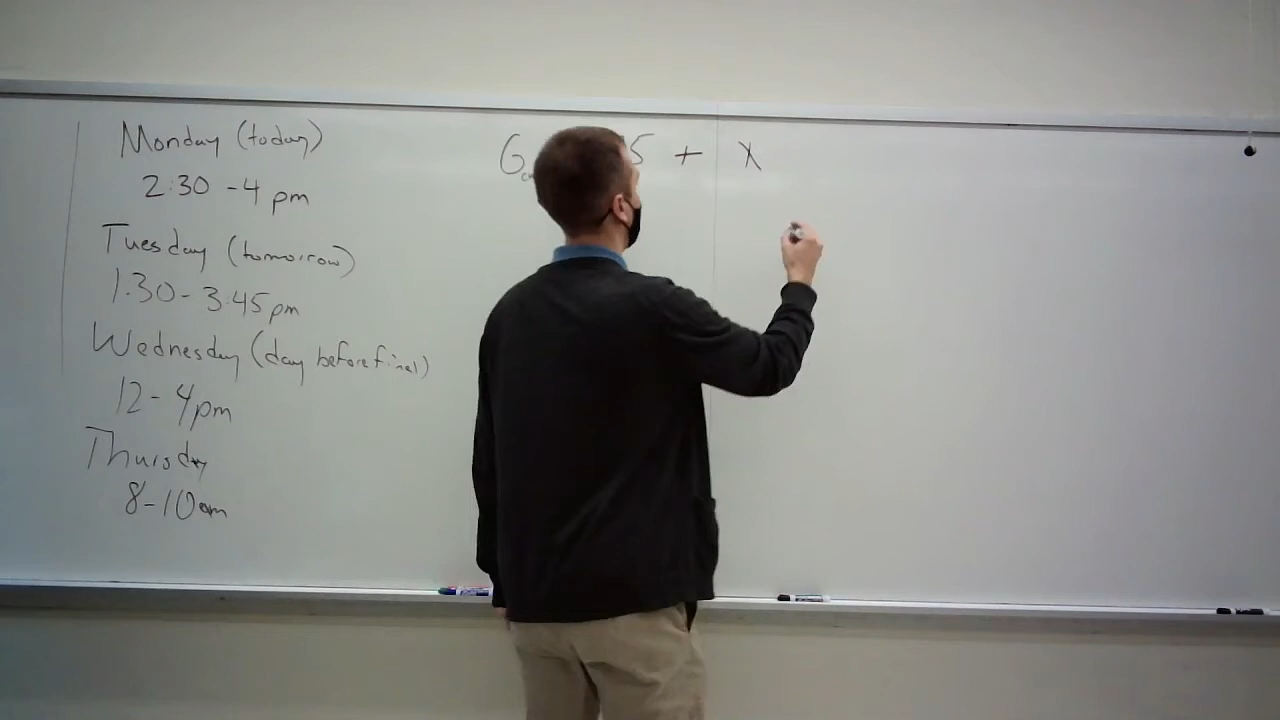 Monday (today)
2:30 - 4 pm
Tuesday (tomorrow)
1:30 - 3:45 pm
Wednesday (day before final)
12 - 4 pm
Thursday
8 - 10 am
G 5 + x